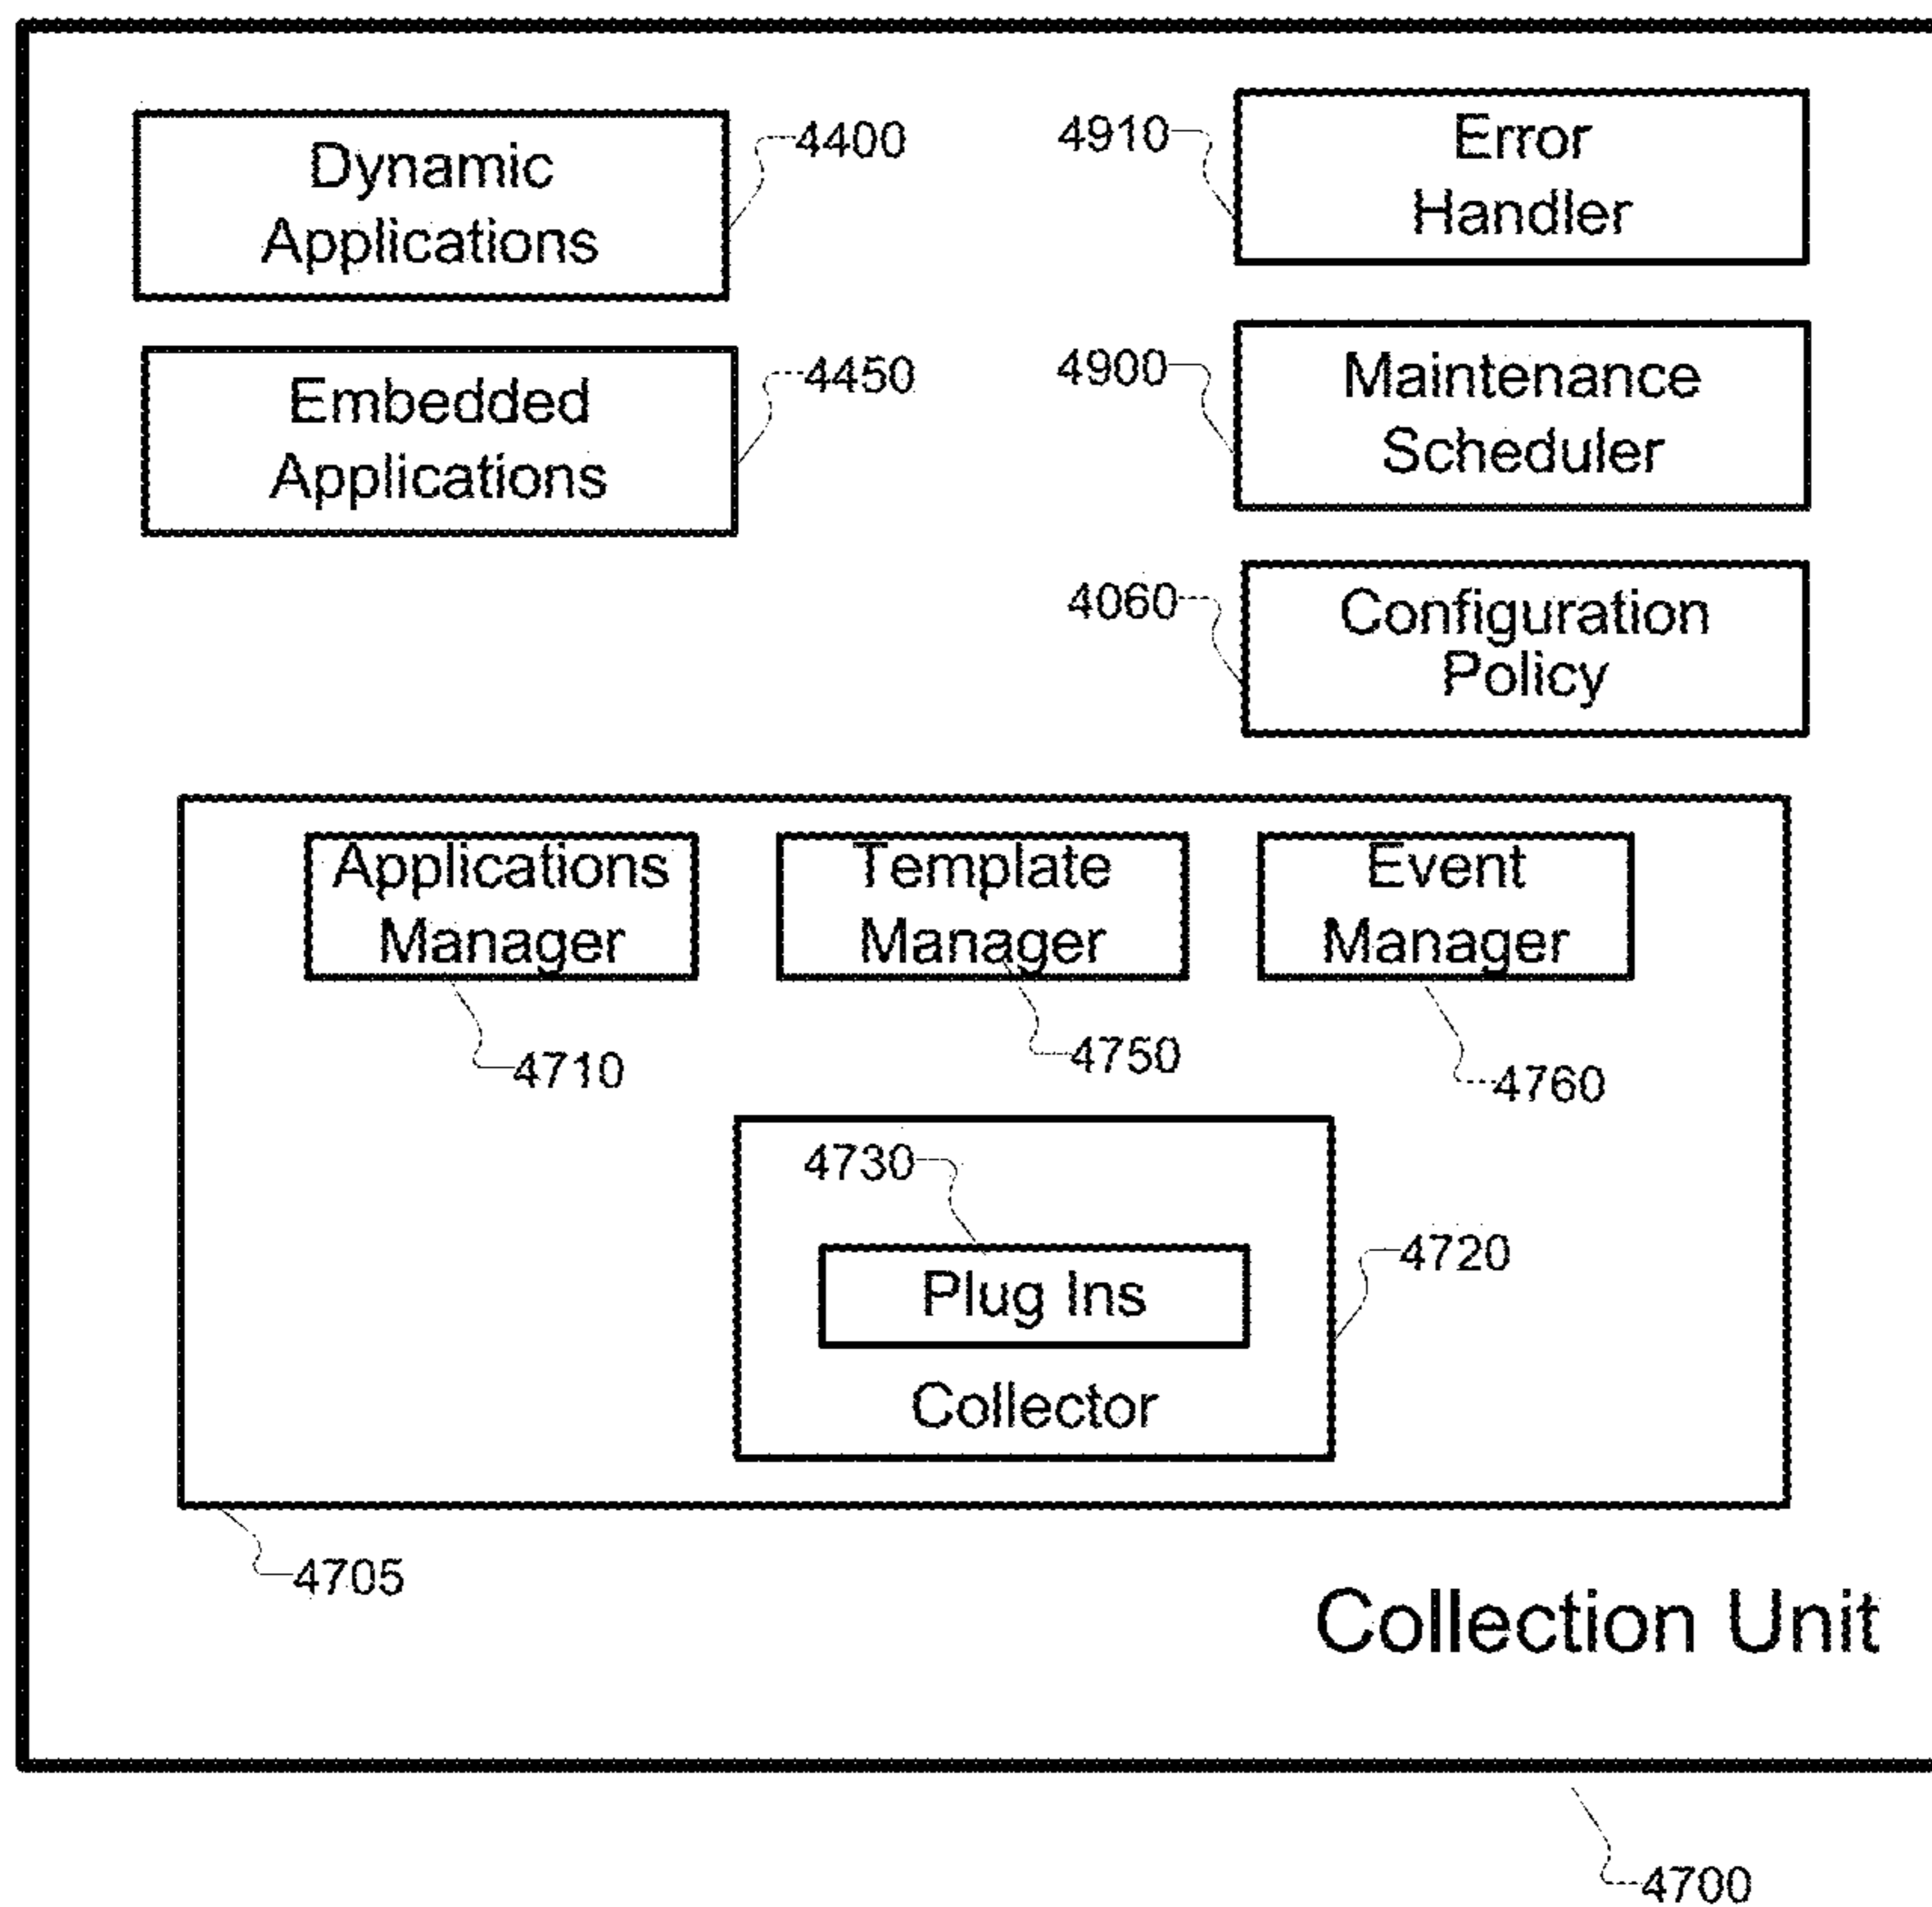 Dynamic
Applications
4400
4910
Error
Handler
Embedded
Applications
4450
4900
Maintenance
Scheduler
4060
Configuration
Policy
Applications
Manager
4710
Template
Manager
4750
Event
Manager
4760
4730
Plug Ins
Collector
4720
4705
Collection Unit
4700